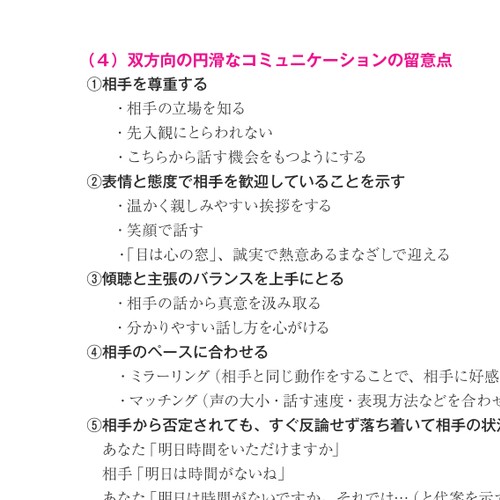 （４）双方向の円滑なコミュニケーションの留意点
①相手を尊重する
・相手の立場を知る
・先入観にとらわれない
・こちらから話す機会をもつようにする
②表情と態度で相手を歓迎していることを示す
・温かく親しみやすい挨拶をする
・笑顔で話す
・「目は心の窓」、誠実で熱意あるまなざしで迎える
③傾聴と主張のバランスを上手にとる
・相手の話から真意を汲み取る
・分かりやすい話し方を心がける
④相手のペースに合わせる
・ミラーリング（相手と同じ動作をすることで、相手に好感
・マッチング（声の大小・話す速度・表現方法などを合わせ
⑤相手から否定されても、すぐ反論せず落ち着いて相手の状況
あなた「明日時間をいただけますか」
相手「明日は時間がないね」
あなた「明日は時間がないですか、それでは…（と代案を示す